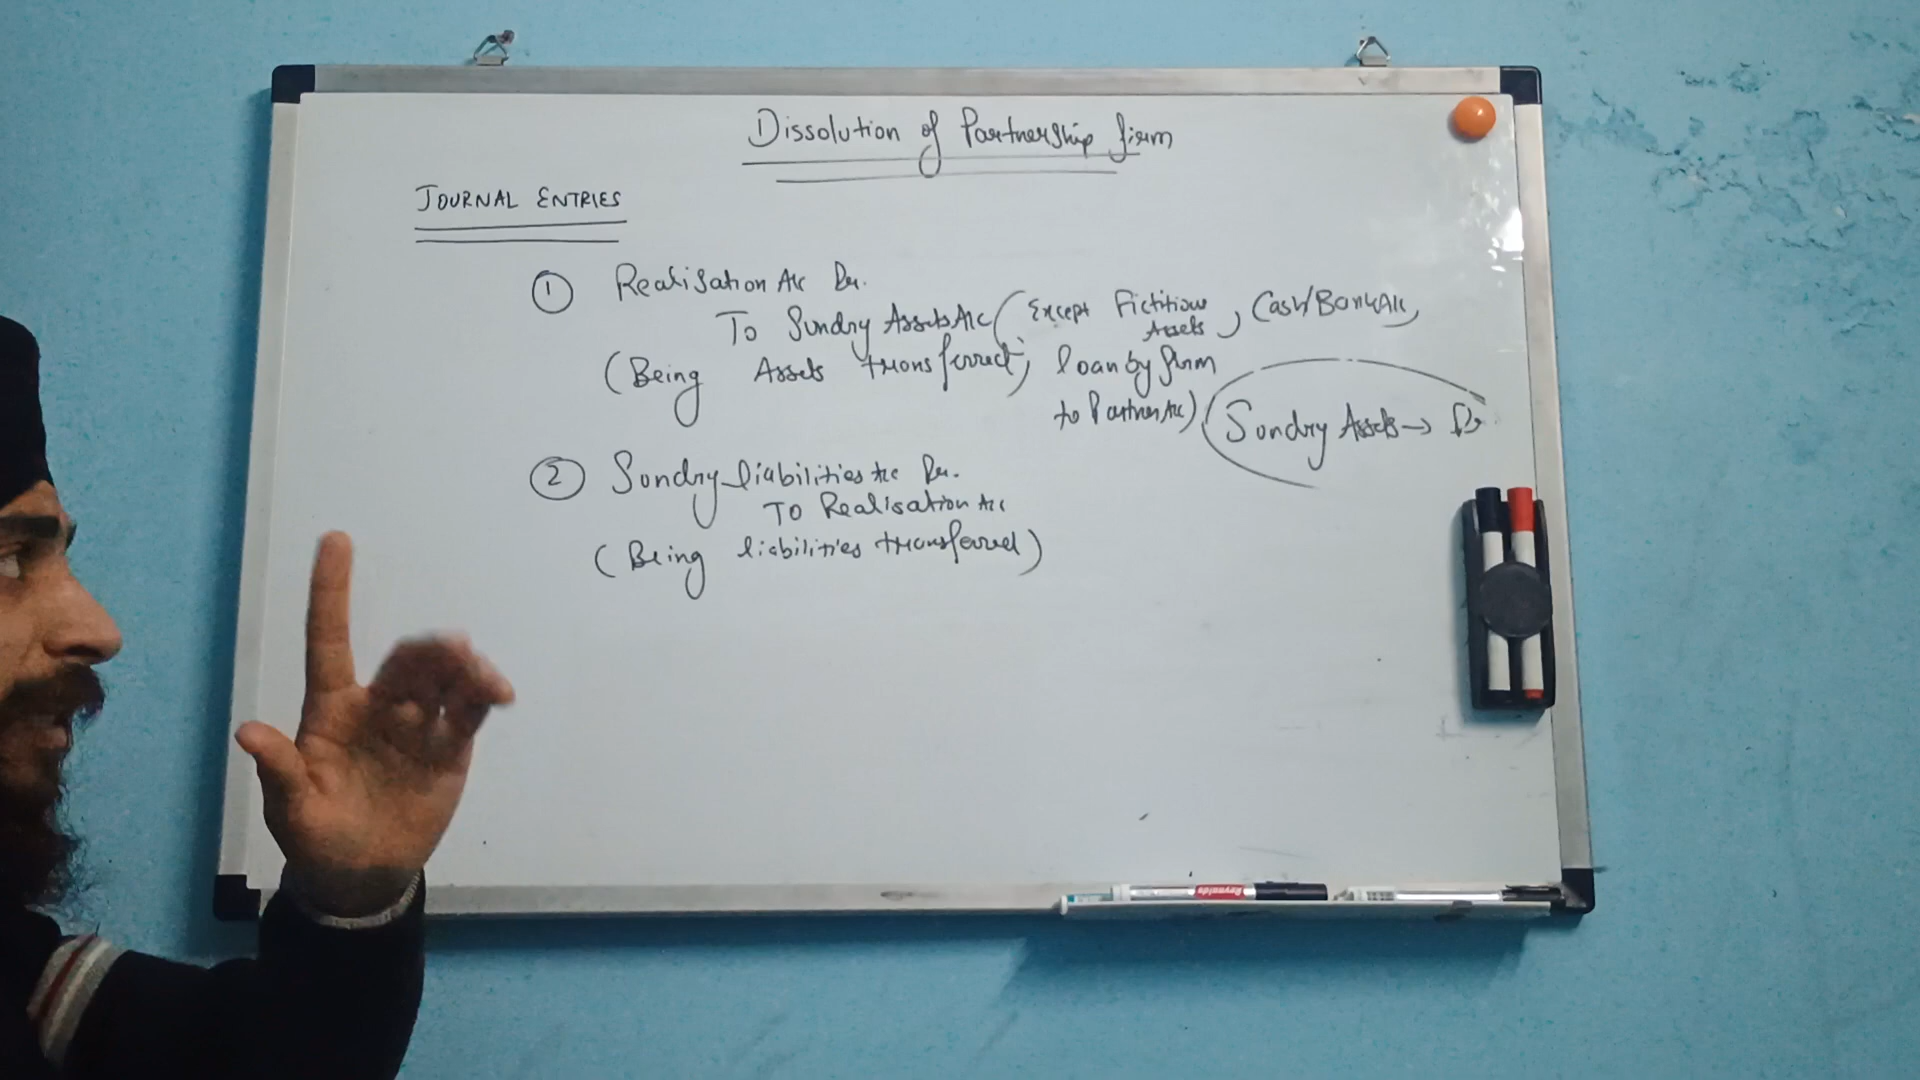 Dissolution of Partnership firm
JOURNAL ENTRIES
① Realisation A/c Dr.
To Sundry Assets A/c (Except Fictitious Assets, Cash/Bank A/c,
(Being Assets transferred) loan by firm
to Partner A/c)
Sundry Assets → Dr
② Sundry liabilities A/c Dr.
To Realisation A/c
(Being liabilities transferred)
Reynolds